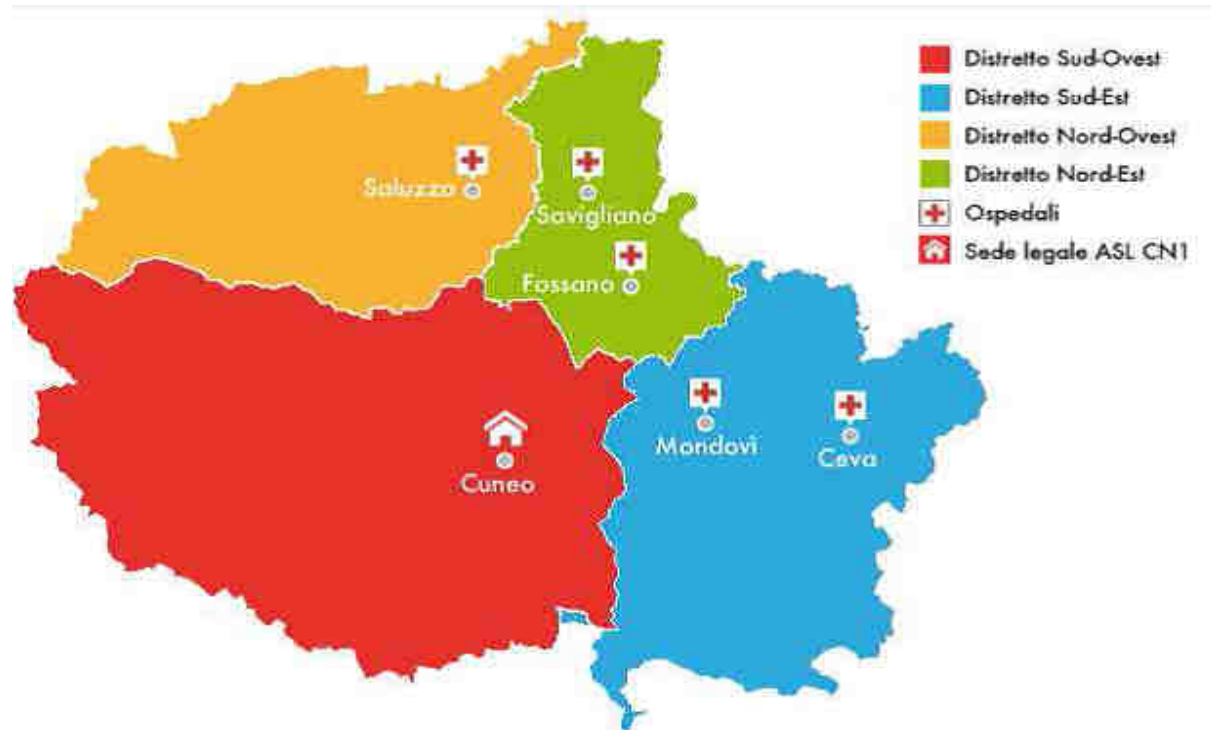 Distretto Sud-Ovest
Distretto Sud-Est
Distretto Nord-Ovest
Distretto Nord-Est
Ospedali
Sede legale ASL CN1
Saluzzo
Savigliano
Fossano
Mondovì
Ceva
Cuneo